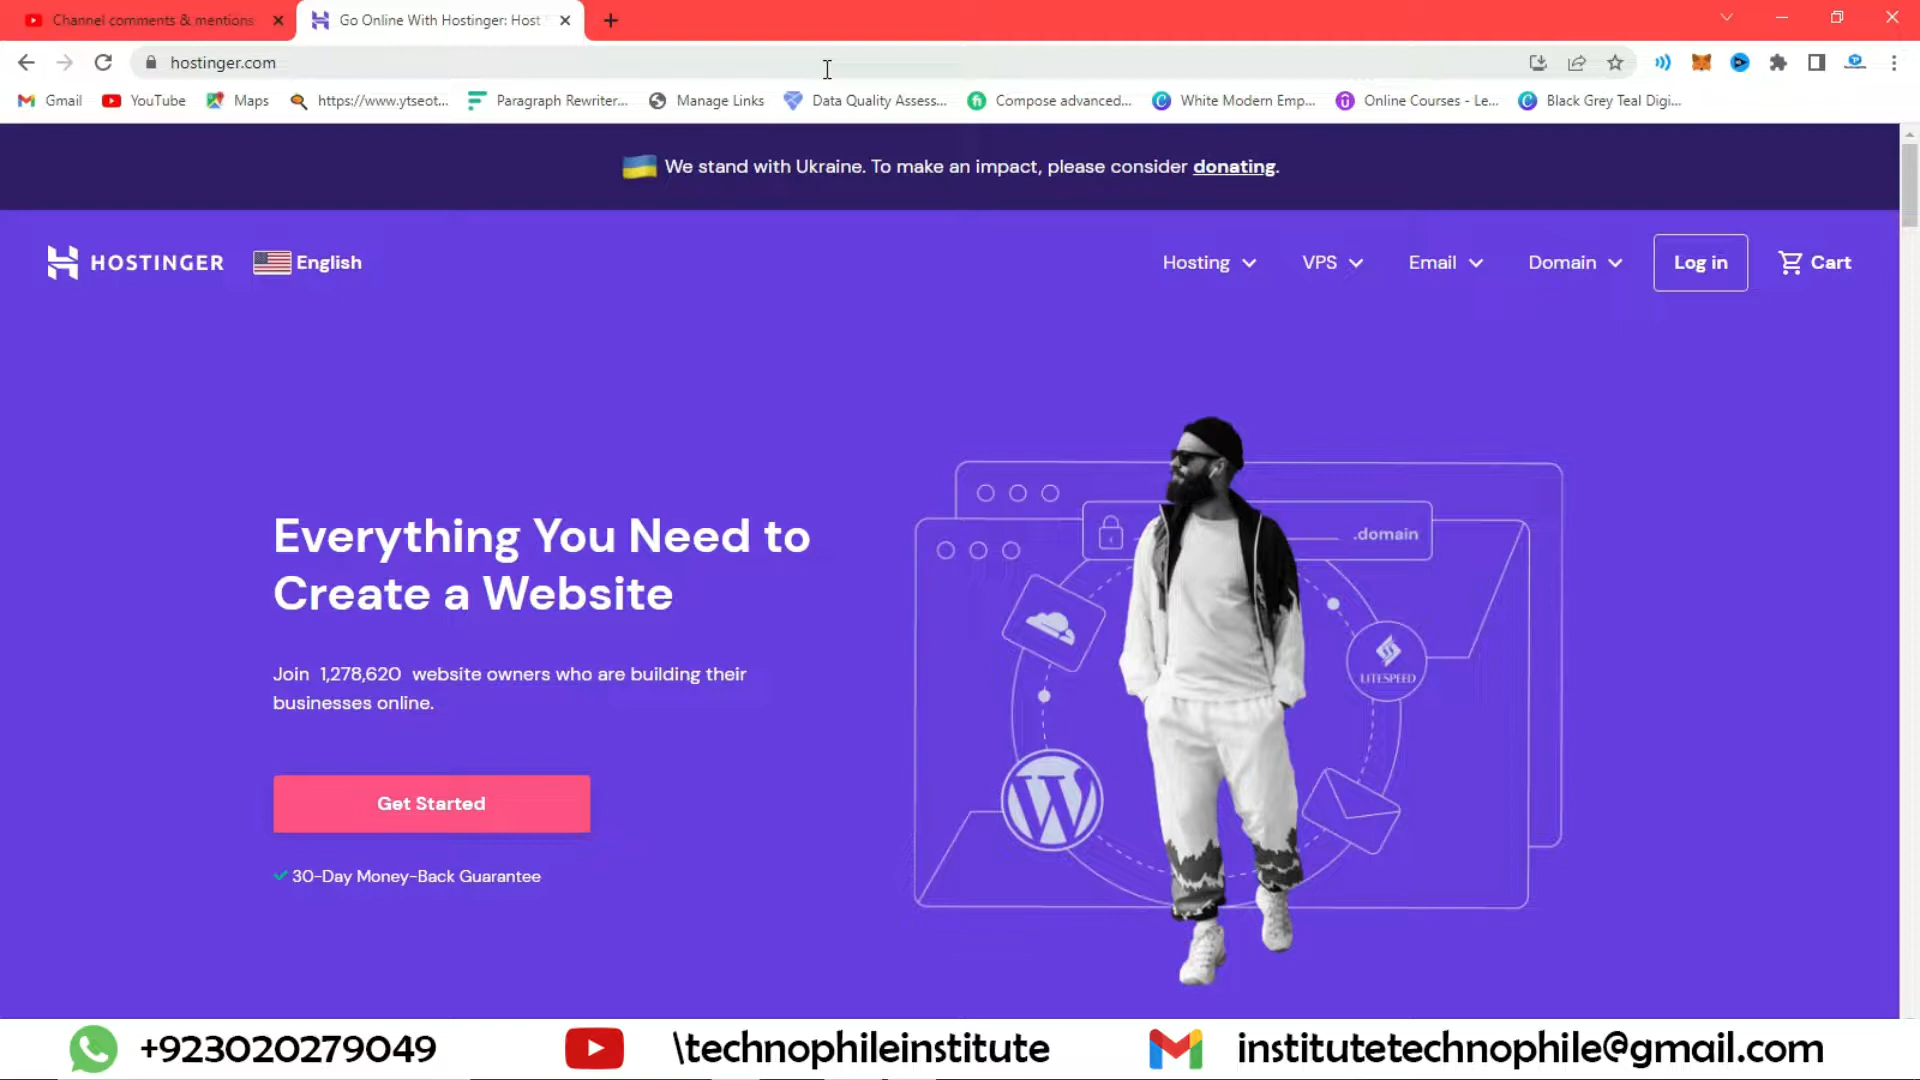 Channel comments & mentions
Go Online With Hostinger: Host
hostinger.com
Gmail
YouTube
Maps
https://www.ytseot...
Paragraph Rewriter...
Manage Links
Data Quality Assess...
Compose advanced...
White Modern Emp...
Online Courses - Le...
Black Grey Teal Digi...
We stand with Ukraine. To make an impact, please consider donating.
HOSTINGER
English
Hosting
VPS
Email
Domain
Log in
Cart
Everything You Need to
Create a Website
Join 1,278,620 website owners who are building their
businesses online.
Get Started
30-Day Money-Back Guarantee
.domain
LITESPEED
+923020279049
\technophileinstitute
institutetechnophile@gmail.com